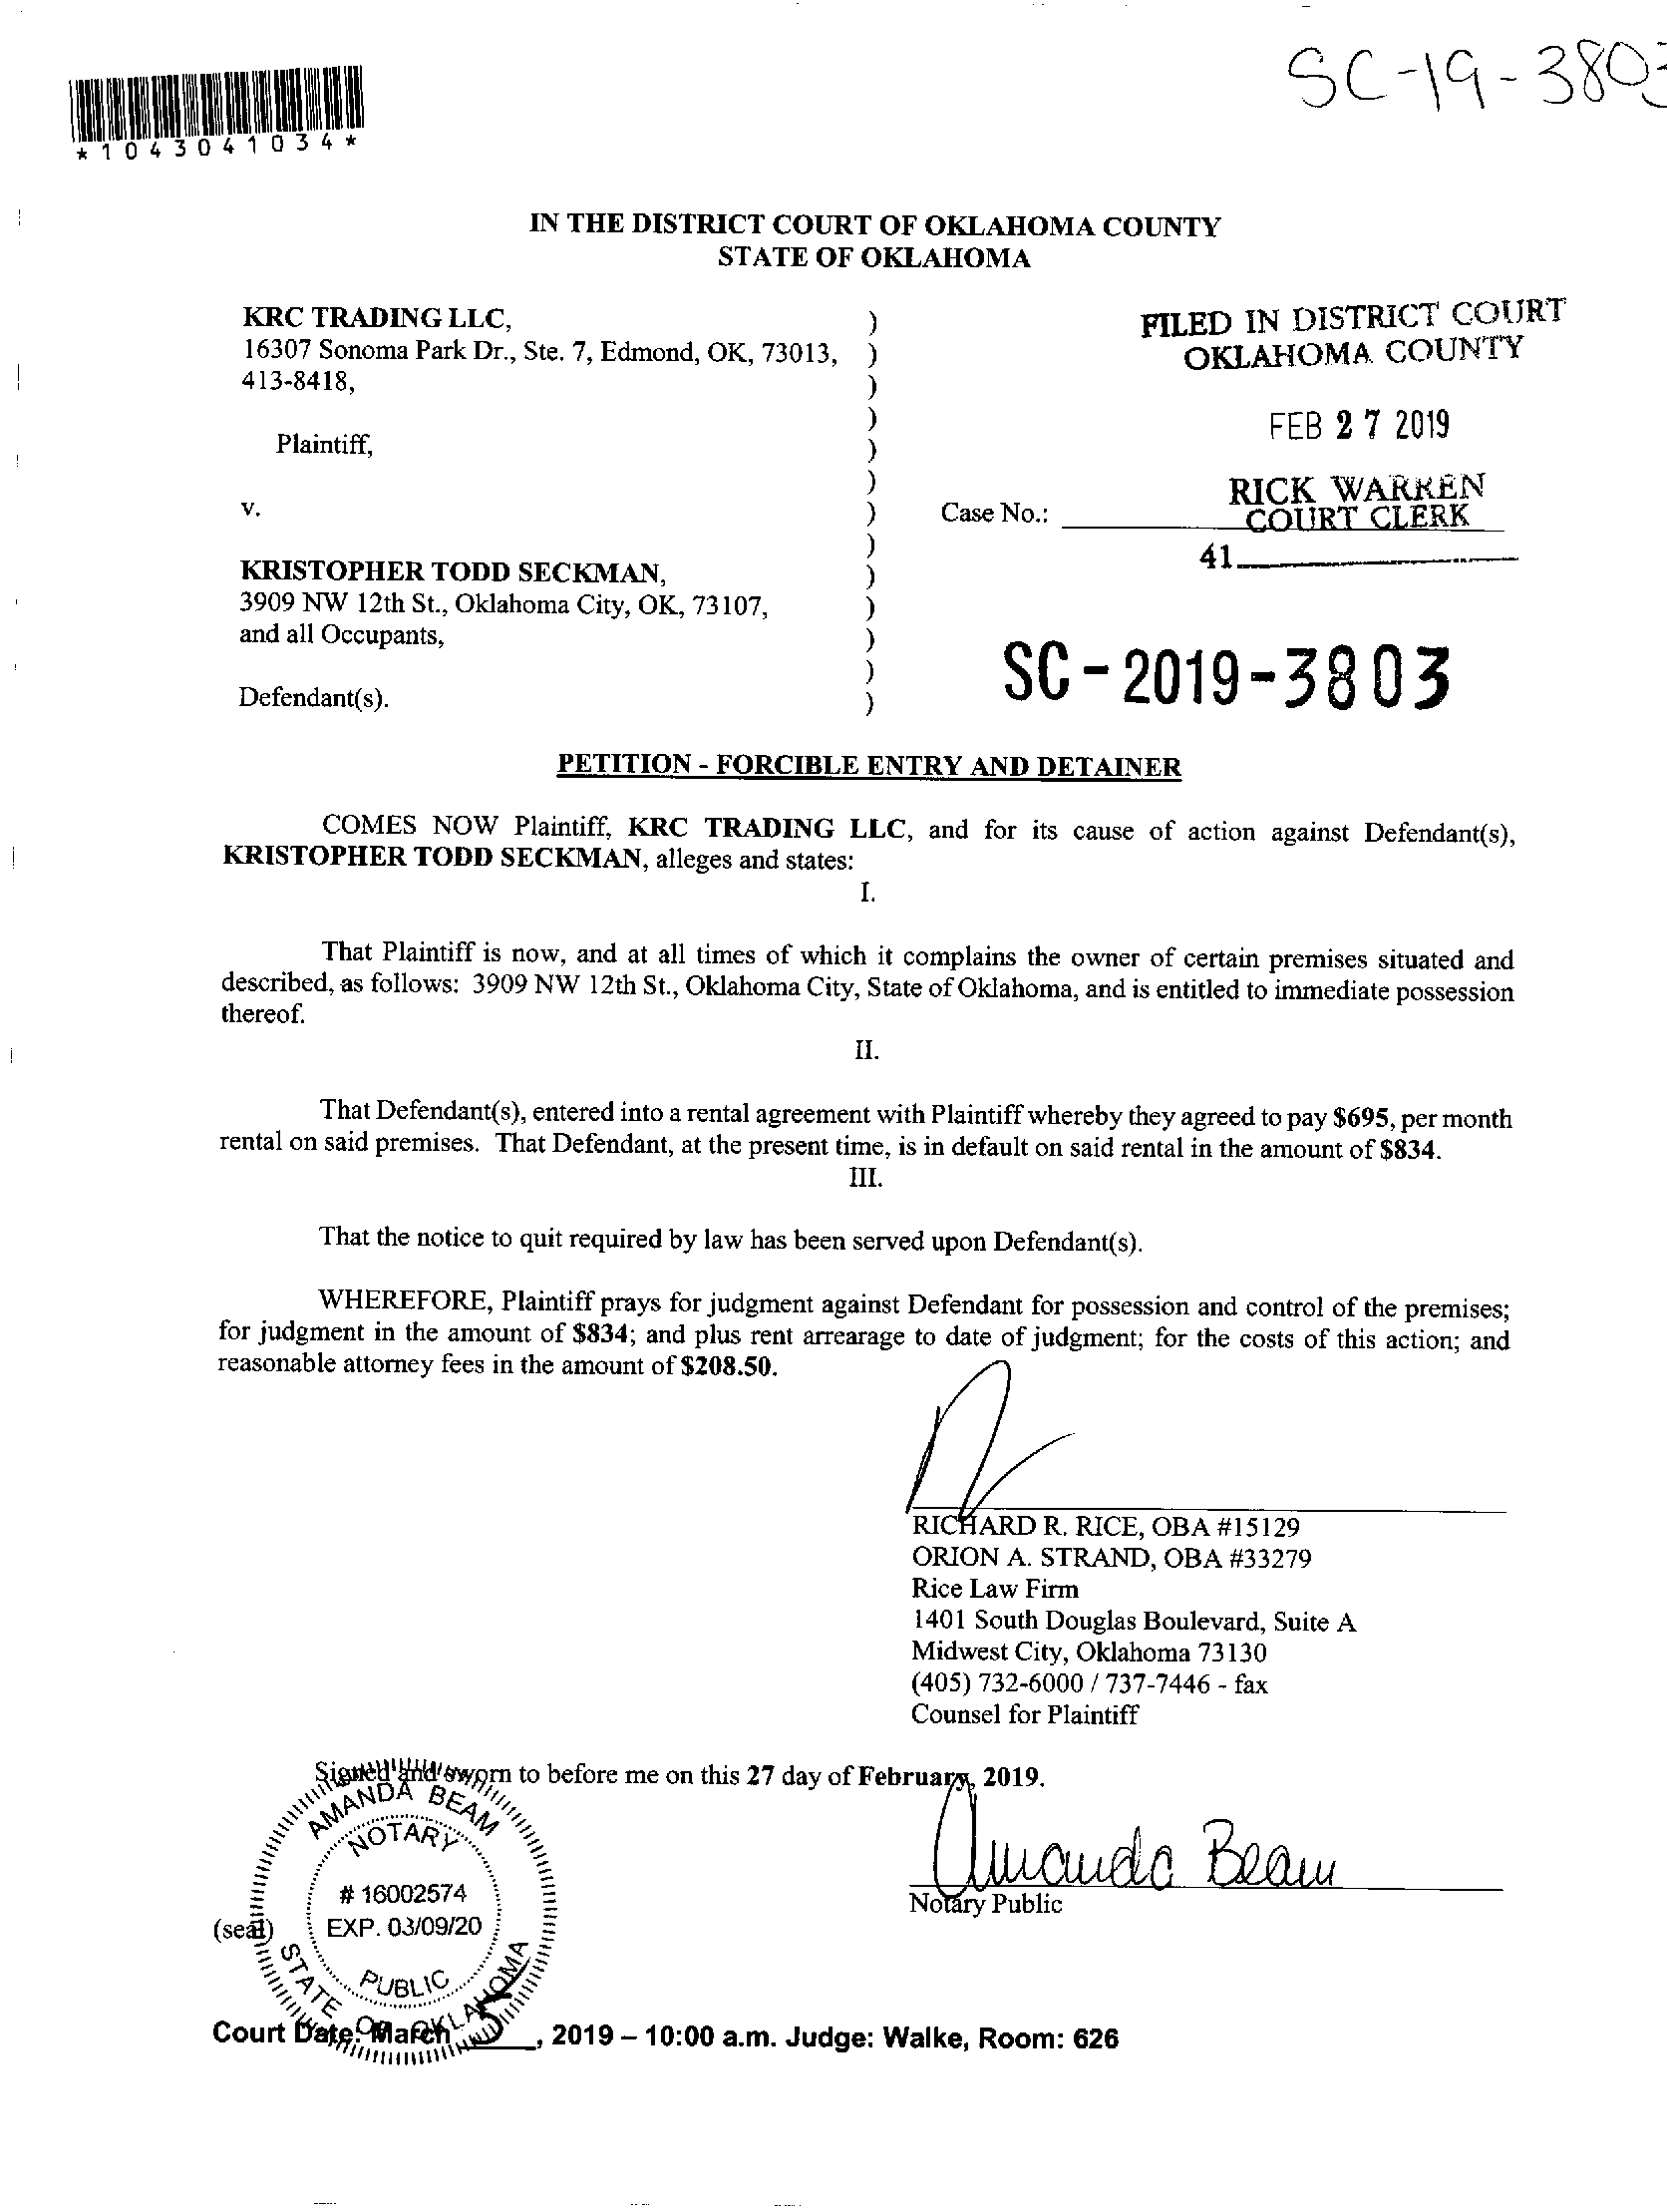 SC-19-3803
*1043041034*
IN THE DISTRICT COURT OF OKLAHOMA COUNTY
STATE OF OKLAHOMA
KRC TRADING LLC,
16307 Sonoma Park Dr., Ste. 7, Edmond, OK, 73013,
413-8418,
Plaintiff,
v.
KRISTOPHER TODD SECKMAN,
3909 NW 12th St., Oklahoma City, OK, 73107,
and all Occupants,
Defendant(s).
)
)
)
)
)
)
)
)
)
)
)
)
)
FILED IN DISTRICT COURT
OKLAHOMA COUNTY
FEB 27 2019
RICK WARREN
COURT CLERK
Case No.:
41
SC-2019-3803
PETITION - FORCIBLE ENTRY AND DETAINER
COMES NOW Plaintiff, KRC TRADING LLC, and for its cause of action against Defendant(s),
KRISTOPHER TODD SECKMAN, alleges and states:
I.
That Plaintiff is now, and at all times of which it complains the owner of certain premises situated and
described, as follows: 3909 NW 12th St., Oklahoma City, State of Oklahoma, and is entitled to immediate possession
thereof.
II.
That Defendant(s), entered into a rental agreement with Plaintiff whereby they agreed to pay $695, per month
rental on said premises. That Defendant, at the present time, is in default on said rental in the amount of $834.
III.
That the notice to quit required by law has been served upon Defendant(s).
WHEREFORE, Plaintiff prays for judgment against Defendant for possession and control of the premises;
for judgment in the amount of $834; and plus rent arrearage to date of judgment; for the costs of this action; and
reasonable attorney fees in the amount of $208.50.
RICHARD R. RICE, OBA #15129
ORION A. STRAND, OBA #33279
Rice Law Firm
1401 South Douglas Boulevard, Suite A
Midwest City, Oklahoma 73130
(405) 732-6000 / 737-7446 - fax
Counsel for Plaintiff
Signed and sworn to before me on this 27 day of February, 2019.
Amanda Beam
Notary Public
(seal)
AMANDA BEAM
NOTARY
# 16002574
EXP. 03/09/20
PUBLIC
STATE OF OKLAHOMA
Court Date: March 5, 2019 – 10:00 a.m. Judge: Walke, Room: 626